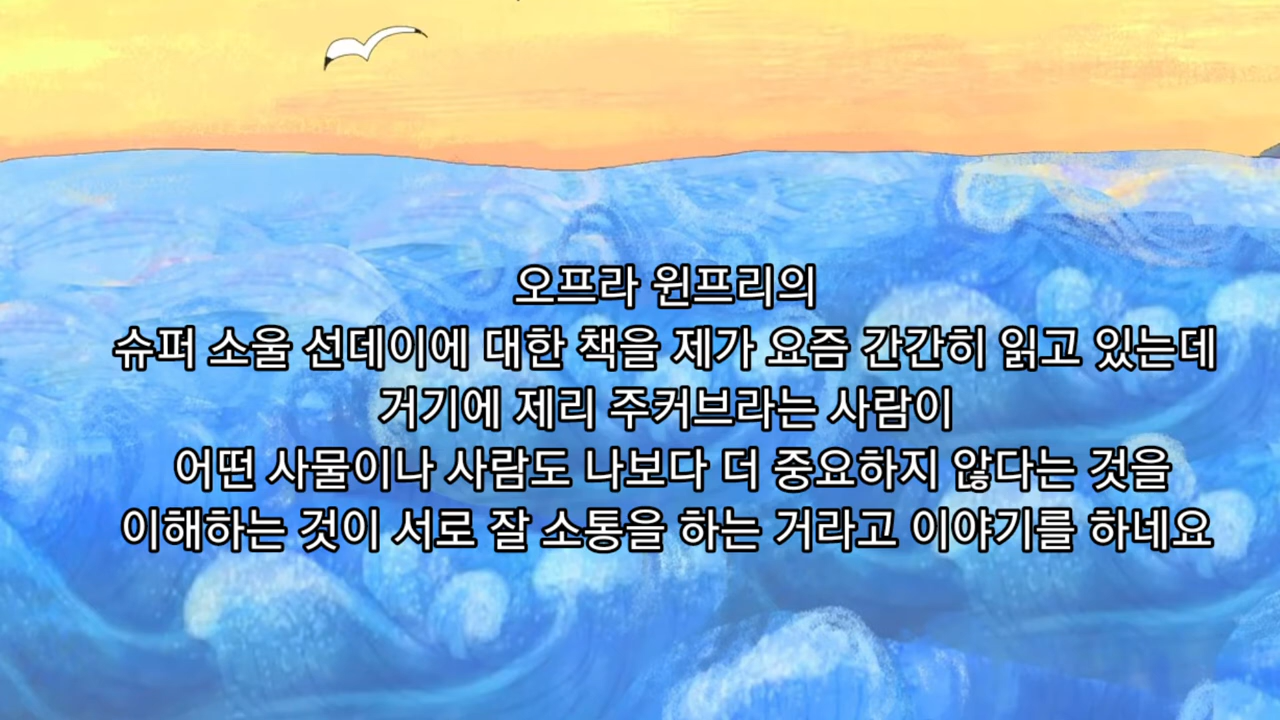 오프라 윈프리의
슈퍼 소울 선데이에 대한 책을 제가 요즘 간간히 읽고 있는데
거기에 제리 주커브라는 사람이
어떤 사물이나 사람도 나보다 더 중요하지 않다는 것을
이해하는 것이 서로 잘 소통을 하는 거라고 이야기를 하네요